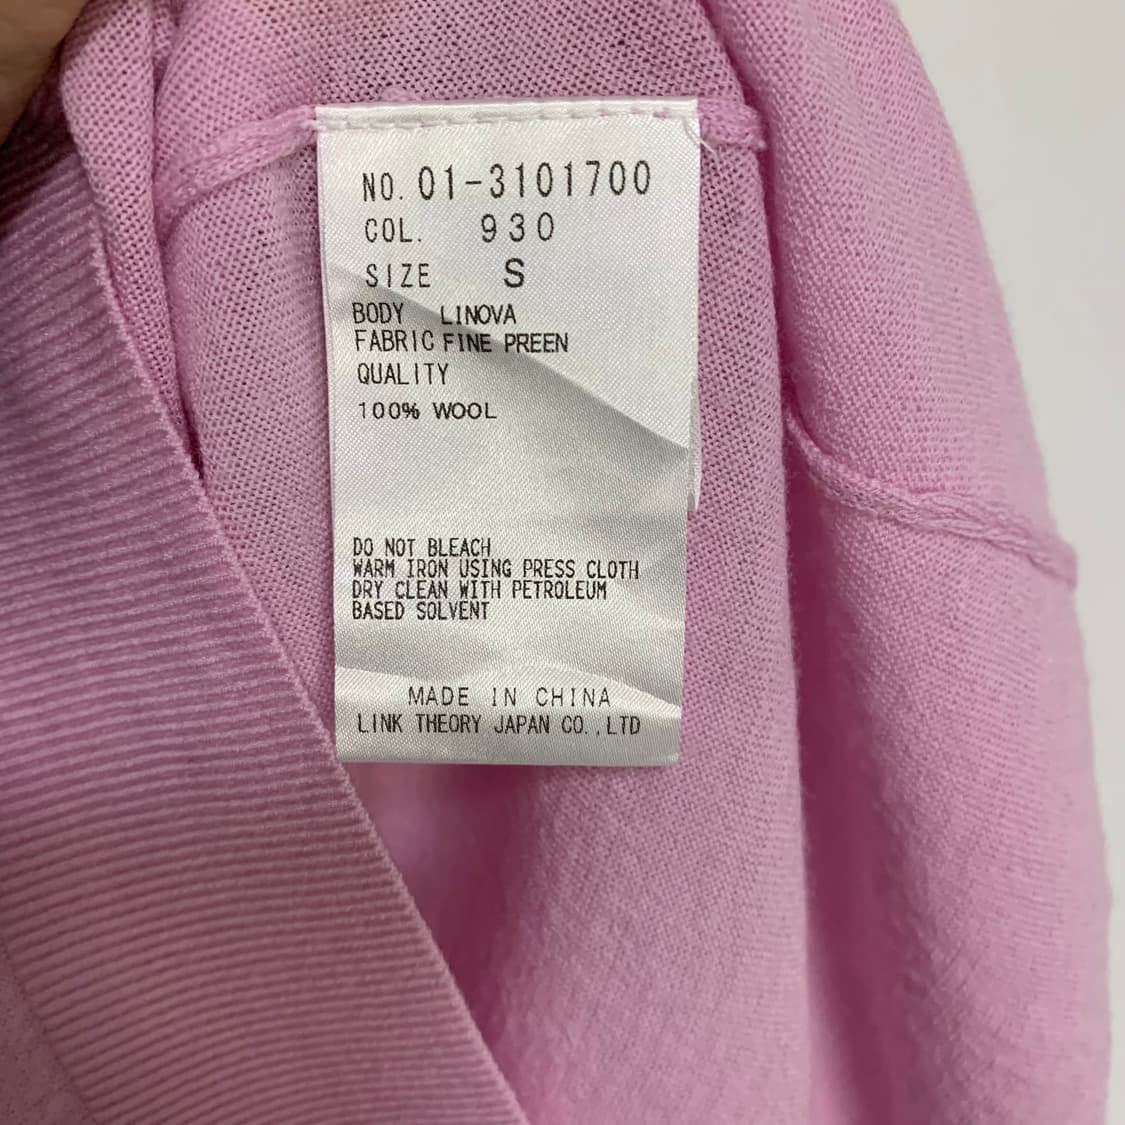 NO. 01-3101700
COL. 930
SIZE S
BODY LINOVA
FABRIC FINE PREEN
QUALITY
100% WOOL
DO NOT BLEACH
WARM IRON USING PRESS CLOTH
DRY CLEAN WITH PETROLEUM
BASED SOLVENT
MADE IN CHINA
LINK THEORY JAPAN CO.,LTD